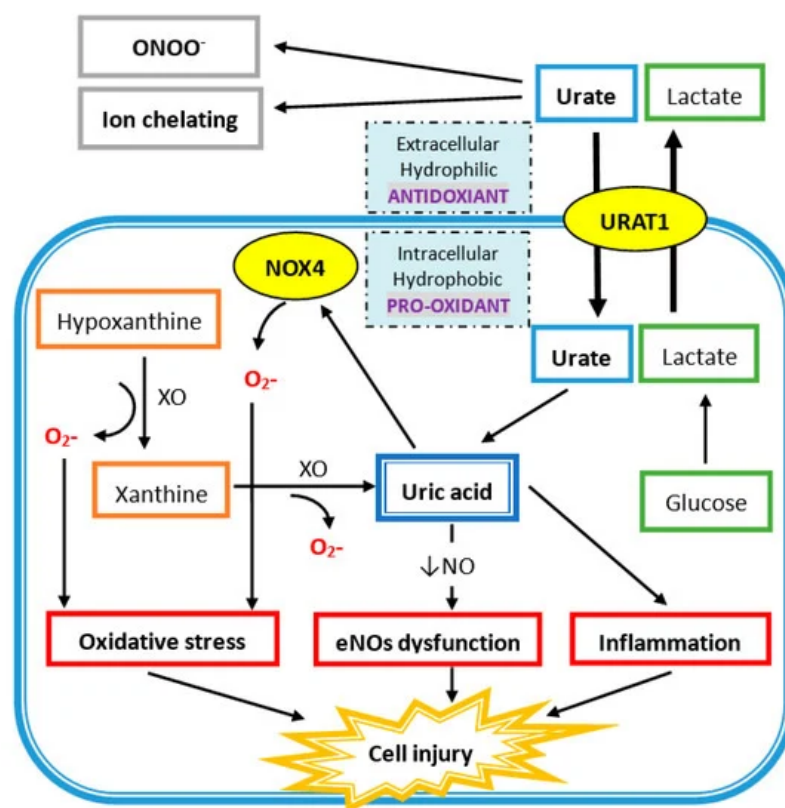 ONOO⁻
Ion chelating
Urate
Lactate
Extracellular
Hydrophilic
ANTIDOXIANT
URAT1
NOX4
Intracellular
Hydrophobic
PRO-OXIDANT
Hypoxanthine
Urate
Lactate
XO
O₂-
O₂-
Xanthine
XO
Uric acid
Glucose
O₂-
↓NO
Oxidative stress
eNOs dysfunction
Inflammation
Cell injury